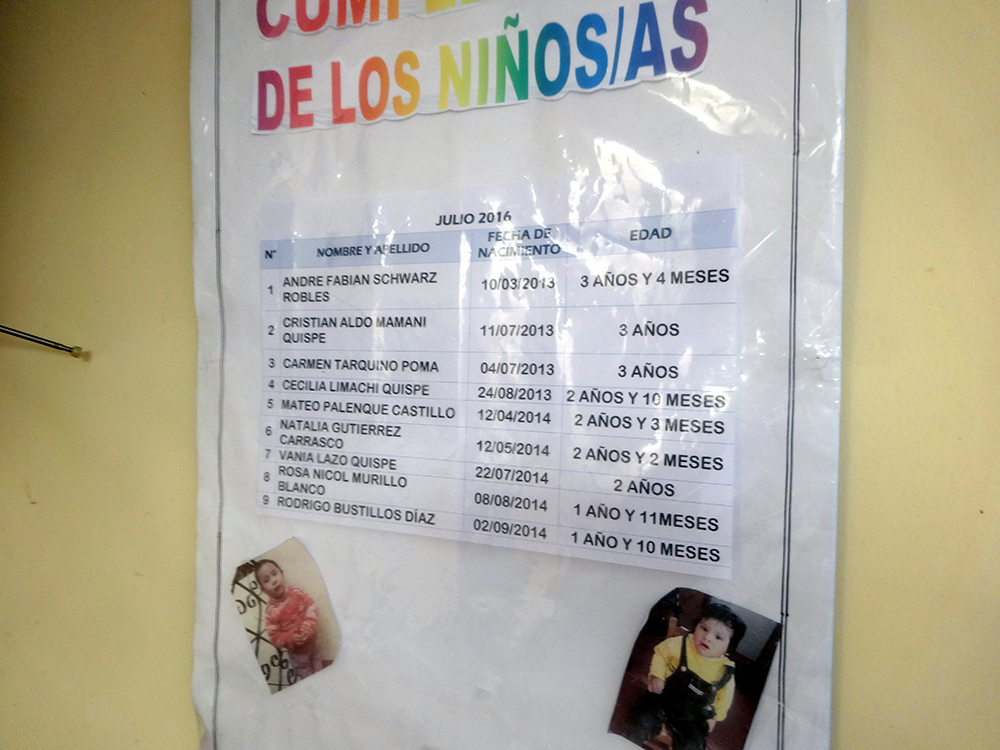 DE LOS NIÑOS/AS
JULIO 2016
N° NOMBRE Y APELLIDO FECHA DE NACIMIENTO EDAD
1 ANDRE FABIAN SCHWARZ ROBLES 10/03/2013 3 AÑOS Y 4 MESES
2 CRISTIAN ALDO MAMANI QUISPE 11/07/2013 3 AÑOS
3 CARMEN TARQUINO POMA 04/07/2013 3 AÑOS
4 CECILIA LIMACHI QUISPE 24/08/2013 2 AÑOS Y 10 MESES
5 MATEO PALENQUE CASTILLO 12/04/2014 2 AÑOS Y 3 MESES
6 NATALIA GUTIERREZ CARRASCO 12/05/2014 2 AÑOS Y 2 MESES
7 VANIA LAZO QUISPE 22/07/2014 2 AÑOS
8 ROSA NICOL MURILLO BLANCO 08/08/2014 1 AÑO Y 11MESES
9 RODRIGO BUSTILLOS DÍAZ 02/09/2014 1 AÑO Y 10 MESES